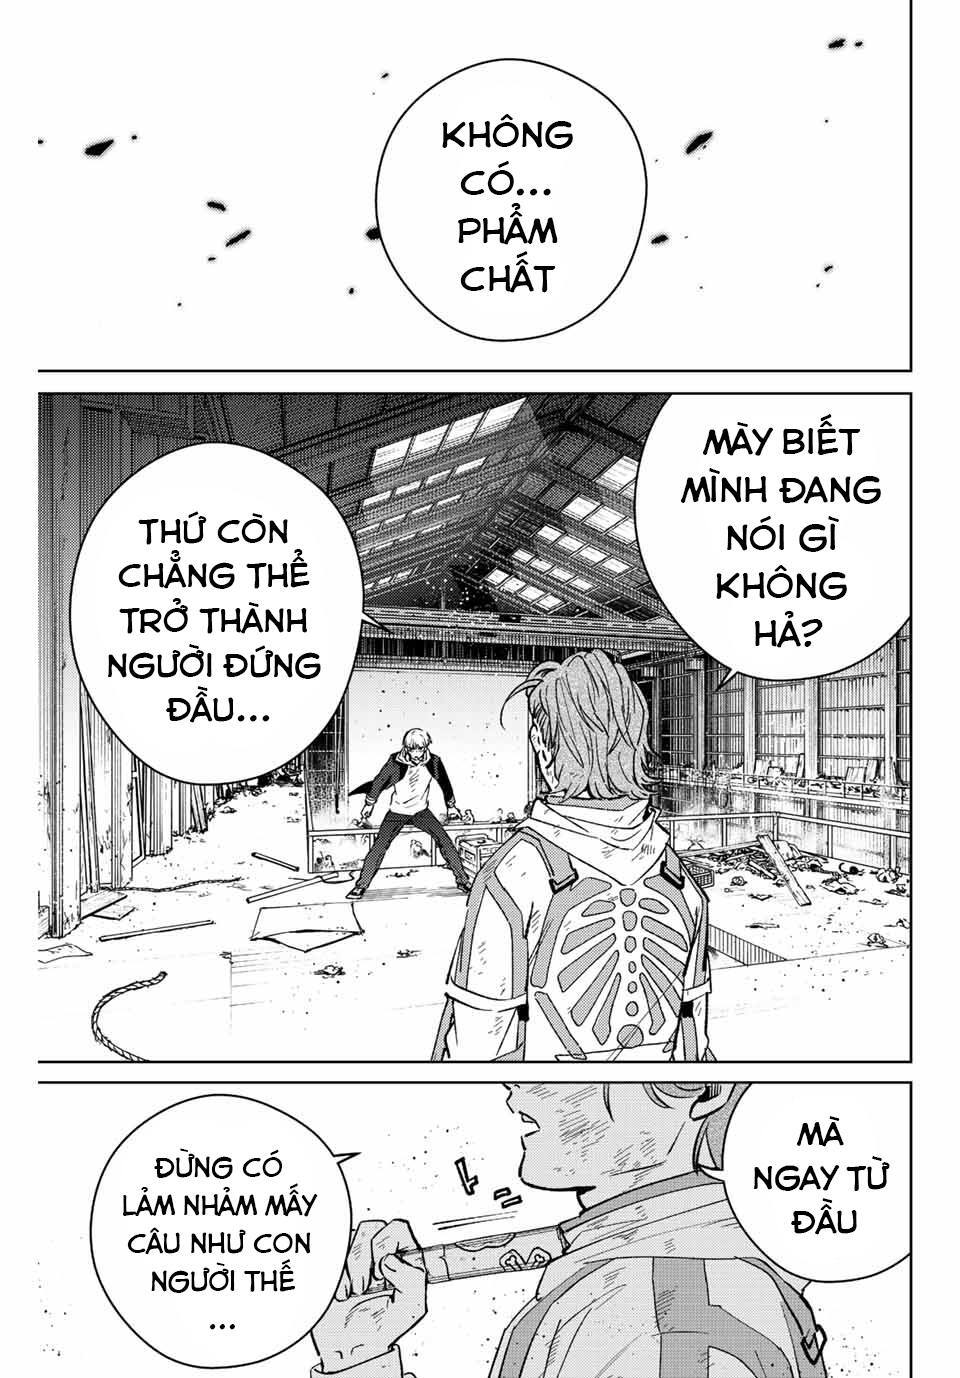 KHÔNG
CÓ...
PHẨM
CHẤT
MÀY BIẾT
MÌNH ĐANG
NÓI GÌ
KHÔNG
HẢ?
THỨ CÒN
CHẲNG THỂ
TRỞ THÀNH
NGƯỜI ĐỨNG
ĐẦU...
MÀ
NGAY TỪ
ĐẦU
ĐỪNG CÓ
LẢM NHẢM MẤY
CÂU NHƯ CON
NGƯỜI THẾ
...